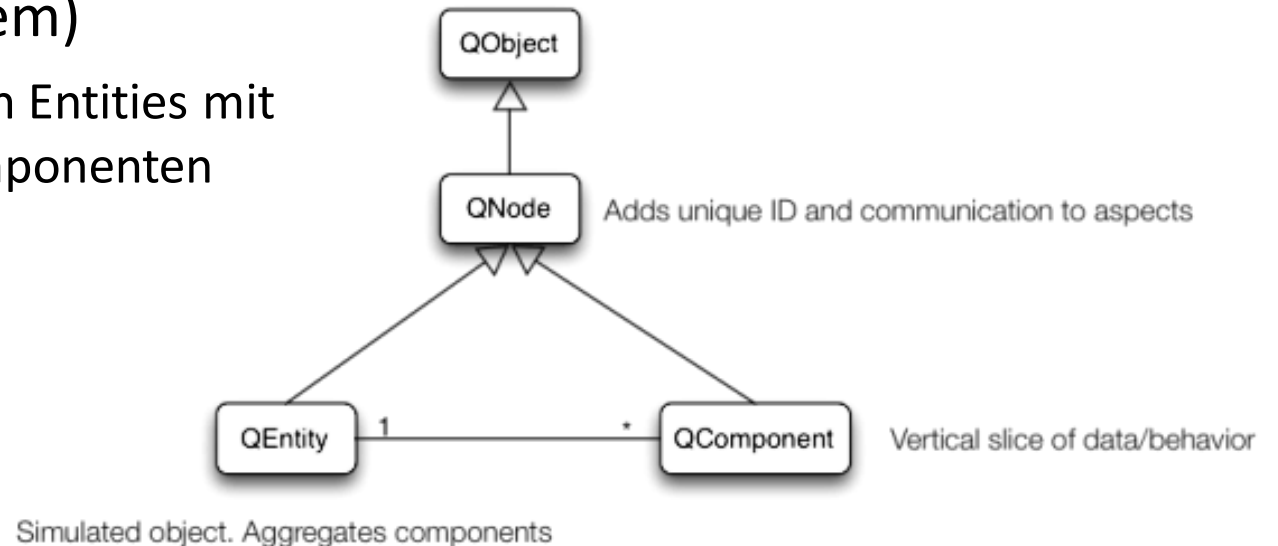 em)
n Entities mit
ponenten
QObject
QNode
Adds unique ID and communication to aspects
QEntity
1
*
QComponent
Vertical slice of data/behavior
Simulated object. Aggregates components